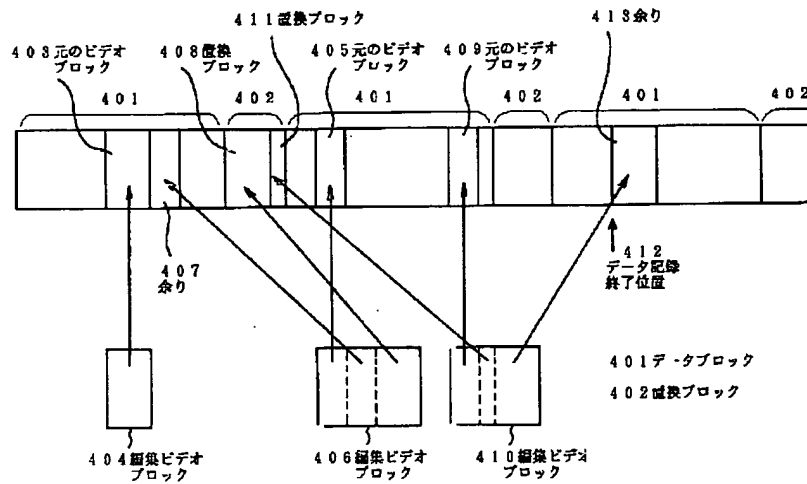 411置換ブロック
413余り
403元のビデオ
ブロック
408置換
ブロック
405元のビデオ
ブロック
409元のビデオ
ブロック
401
402
401
402
401
402
407
余り
412
データ記録
終了位置
401データブロック
402置換ブロック
404編集ビデオ
ブロック
406編集ビデオ
ブロック
410編集ビデオ
ブロック